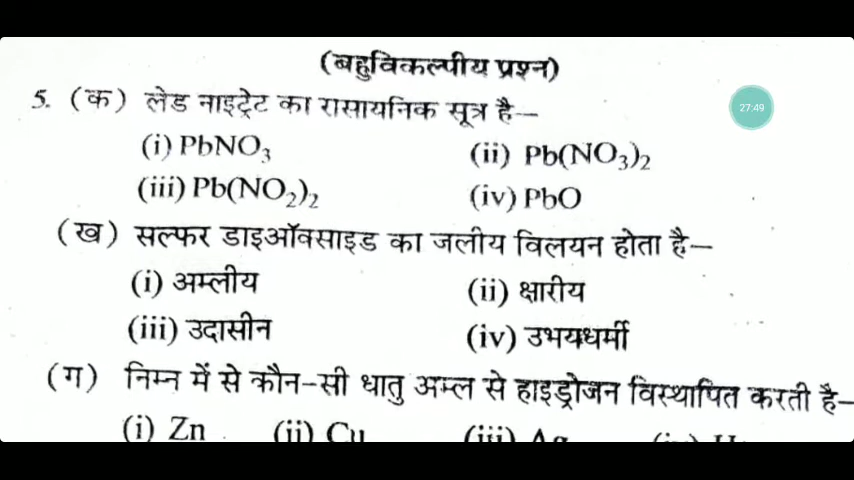 (बहुविकल्पीय प्रश्न)
5. (क) लेड नाइट्रेट का रासायनिक सूत्र है—
(i) PbNO₃ (ii) Pb(NO₃)₂
(iii) Pb(NO₂)₂ (iv) PbO
(ख) सल्फर डाइऑक्साइड का जलीय विलयन होता है—
(i) अम्लीय (ii) क्षारीय
(iii) उदासीन (iv) उभयधर्मी
(ग) निम्न में से कौन-सी धातु अम्ल से हाइड्रोजन विस्थापित करती है—
(i) Zn (ii) Cu (iii) Ag
27:49